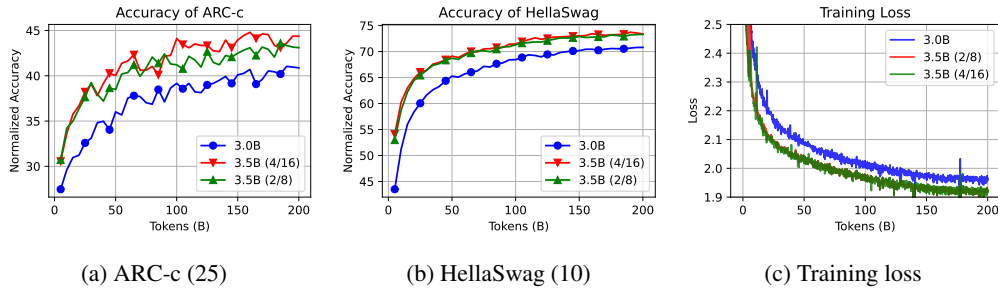 Accuracy of ARC-c
Normalized Accuracy
45
40
35
30
0
50
100
150
200
Tokens (B)
3.0B
3.5B (4/16)
3.5B (2/8)
(a) ARC-c (25)
Accuracy of HellaSwag
Normalized Accuracy
75
70
65
60
55
50
45
0
50
100
150
200
Tokens (B)
3.0B
3.5B (4/16)
3.5B (2/8)
(b) HellaSwag (10)
Training Loss
Loss
2.5
2.4
2.3
2.2
2.1
2.0
1.9
0
50
100
150
200
Tokens (B)
3.0B
3.5B (2/8)
3.5B (4/16)
(c) Training loss